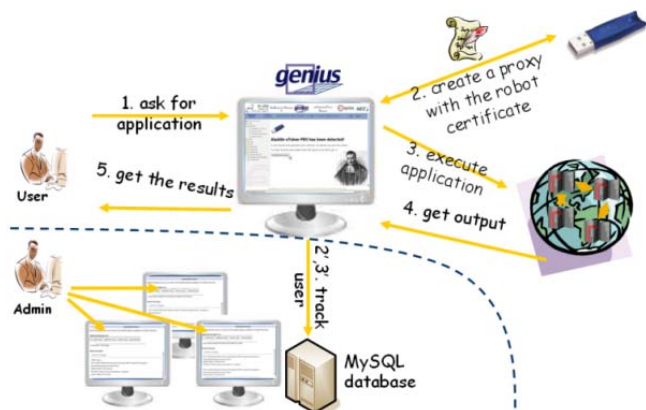 genius
1. ask for
application
2. create a proxy
with the robot
certificate
3. execute
application
5. get the results
4. get output
User
Admin
2',3'. track
user
MySQL
database